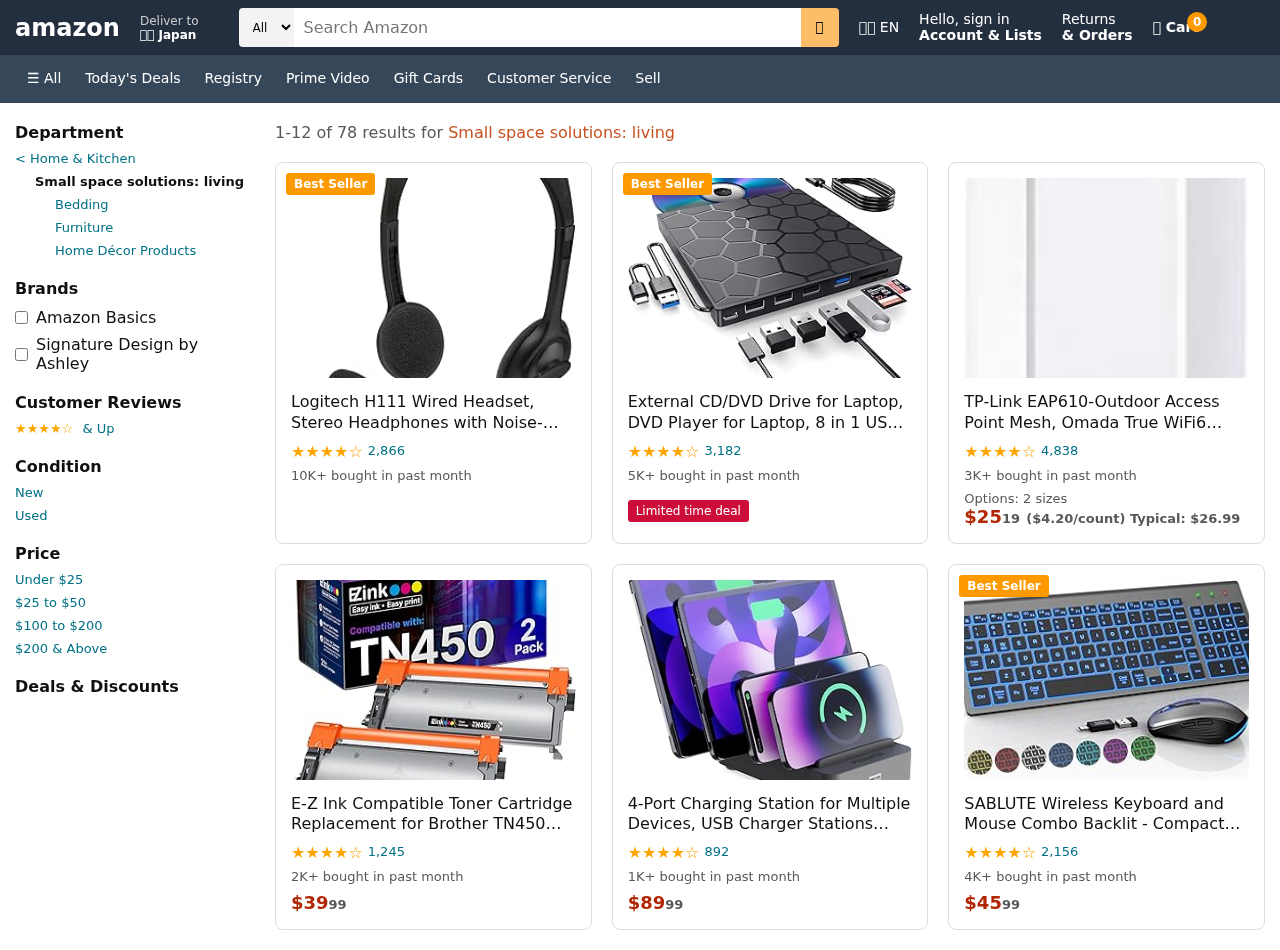 amazon
Deliver to
Japan
All
Search Amazon
EN
Hello, sign in
Account & Lists
Returns
& Orders
0
☰ All
Today's Deals
Registry
Prime Video
Gift Cards
Customer Service
Sell
Department
< Home & Kitchen
Small space solutions: living
Bedding
Furniture
Home Décor Products
Brands
Amazon Basics
Signature Design by
Ashley
Customer Reviews
★★★★☆ & Up
Condition
New
Used
Price
Under $25
$25 to $50
$100 to $200
$200 & Above
Deals & Discounts
1-12 of 78 results for Small space solutions: living
Best Seller
Logitech H111 Wired Headset,
Stereo Headphones with Noise-…
★★★★☆ 2,866
10K+ bought in past month
Best Seller
External CD/DVD Drive for Laptop,
DVD Player for Laptop, 8 in 1 US…
★★★★☆ 3,182
5K+ bought in past month
Limited time deal
TP-Link EAP610-Outdoor Access
Point Mesh, Omada True WiFi6…
★★★★☆ 4,838
3K+ bought in past month
Options: 2 sizes
$25 19 ($4.20/count) Typical: $26.99
Ezink
Easy ink • Easy print
Compatible with:
TN450
2
Pack
E-Z Ink Compatible Toner Cartridge
Replacement for Brother TN450…
★★★★☆ 1,245
2K+ bought in past month
$39 99
4-Port Charging Station for Multiple
Devices, USB Charger Stations…
★★★★☆ 892
1K+ bought in past month
$89 99
Best Seller
SABLUTE Wireless Keyboard and
Mouse Combo Backlit - Compact…
★★★★☆ 2,156
4K+ bought in past month
$45 99